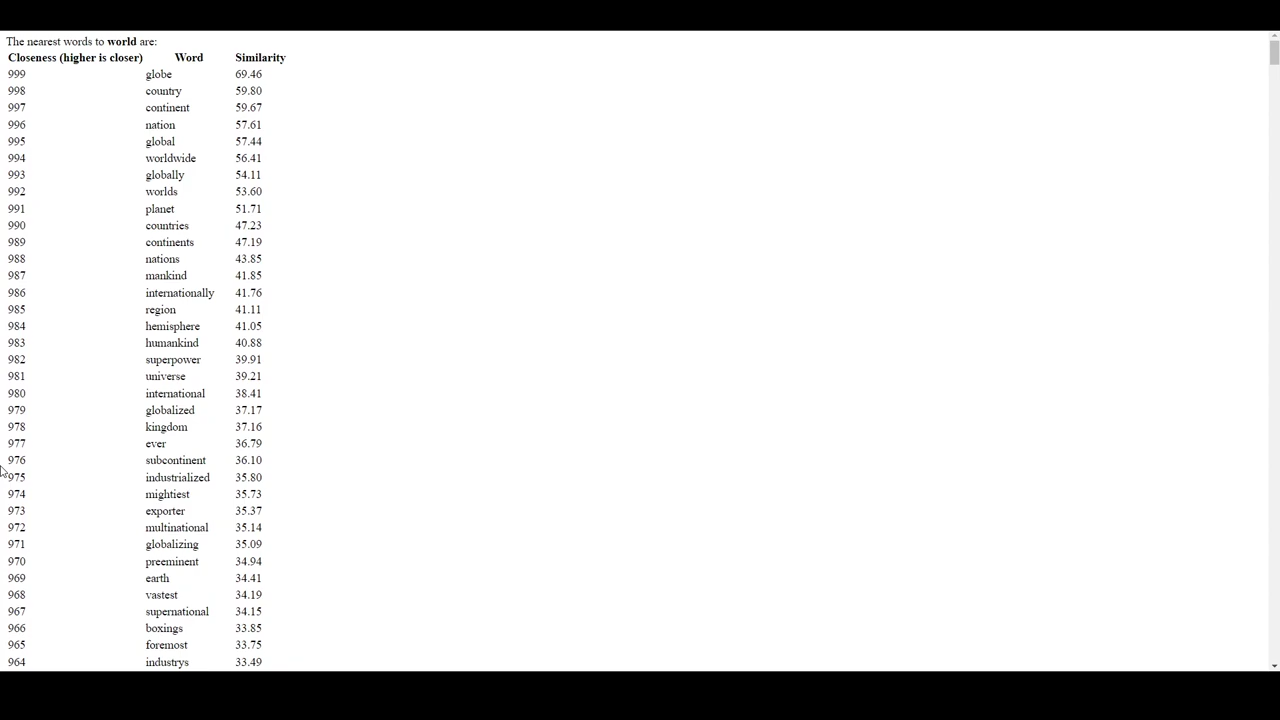 The nearest words to world are:
Closeness (higher is closer) Word Similarity
999 globe 69.46
998 country 59.80
997 continent 59.67
996 nation 57.61
995 global 57.44
994 worldwide 56.41
993 globally 54.11
992 worlds 53.60
991 planet 51.71
990 countries 47.23
989 continents 47.19
988 nations 43.85
987 mankind 41.85
986 internationally 41.76
985 region 41.11
984 hemisphere 41.05
983 humankind 40.88
982 superpower 39.91
981 universe 39.21
980 international 38.41
979 globalized 37.17
978 kingdom 37.16
977 ever 36.79
976 subcontinent 36.10
975 industrialized 35.80
974 mightiest 35.73
973 exporter 35.37
972 multinational 35.14
971 globalizing 35.09
970 preeminent 34.94
969 earth 34.41
968 vastest 34.19
967 supernational 34.15
966 boxings 33.85
965 foremost 33.75
964 industrys 33.49